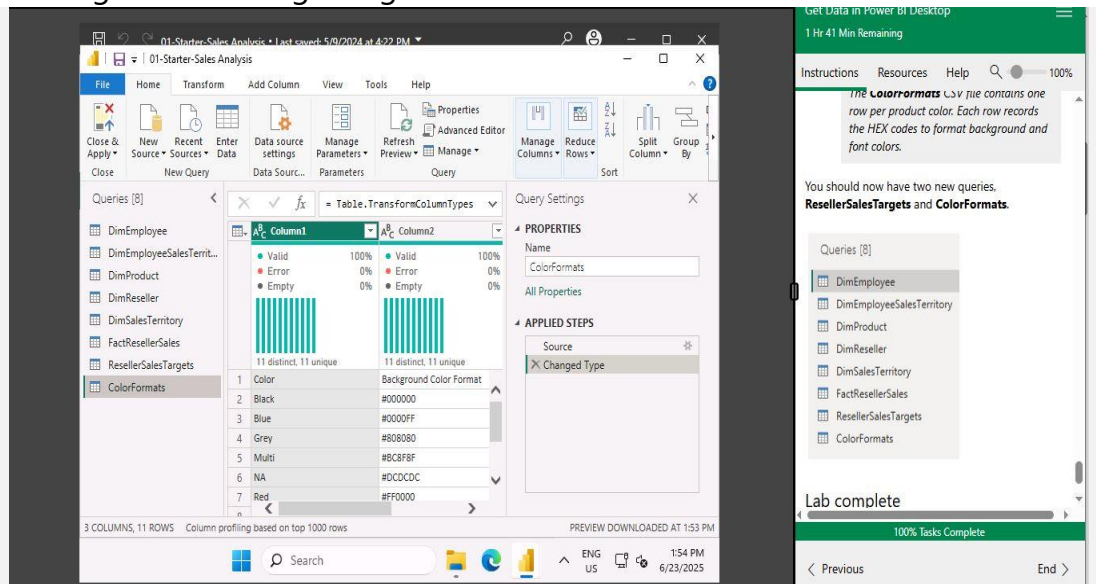 01-Starter-Sales Analysis • Last saved: 5/9/2024 at 4:22 PM
01-Starter-Sales Analysis
File Home Transform Add Column View Tools Help
Close & Apply
New Source
Recent Sources
Enter Data
Data source settings
Manage Parameters
Refresh Preview
Properties
Advanced Editor
Manage
Manage Columns
Reduce Rows
Split Column
Group By
Close New Query Data Sourc... Parameters Query Sort
Queries [8]
DimEmployee
DimEmployeeSalesTerrit...
DimProduct
DimReseller
DimSalesTerritory
FactResellerSales
ResellerSalesTargets
ColorFormats
fx = Table.TransformColumnTypes
Column1 Column2
Valid 100% Valid 100%
Error 0% Error 0%
Empty 0% Empty 0%
11 distinct, 11 unique 11 distinct, 11 unique
1 Color Background Color Format
2 Black #000000
3 Blue #0000FF
4 Grey #808080
5 Multi #BC8F8F
6 NA #DCDCDC
7 Red #FF0000
Query Settings
PROPERTIES
Name
ColorFormats
All Properties
APPLIED STEPS
Source
Changed Type
3 COLUMNS, 11 ROWS Column profiling based on top 1000 rows PREVIEW DOWNLOADED AT 1:53 PM
Search
ENG
US
1:54 PM
6/23/2025
Get Data in Power BI Desktop
1 Hr 41 Min Remaining
Instructions Resources Help 100%
The ColorFormats CSV file contains one
row per product color. Each row records
the HEX codes to format background and
font colors.
You should now have two new queries,
ResellerSalesTargets and ColorFormats.
Queries [8]
DimEmployee
DimEmployeeSalesTerritory
DimProduct
DimReseller
DimSalesTerritory
FactResellerSales
ResellerSalesTargets
ColorFormats
Lab complete
100% Tasks Complete
< Previous End >